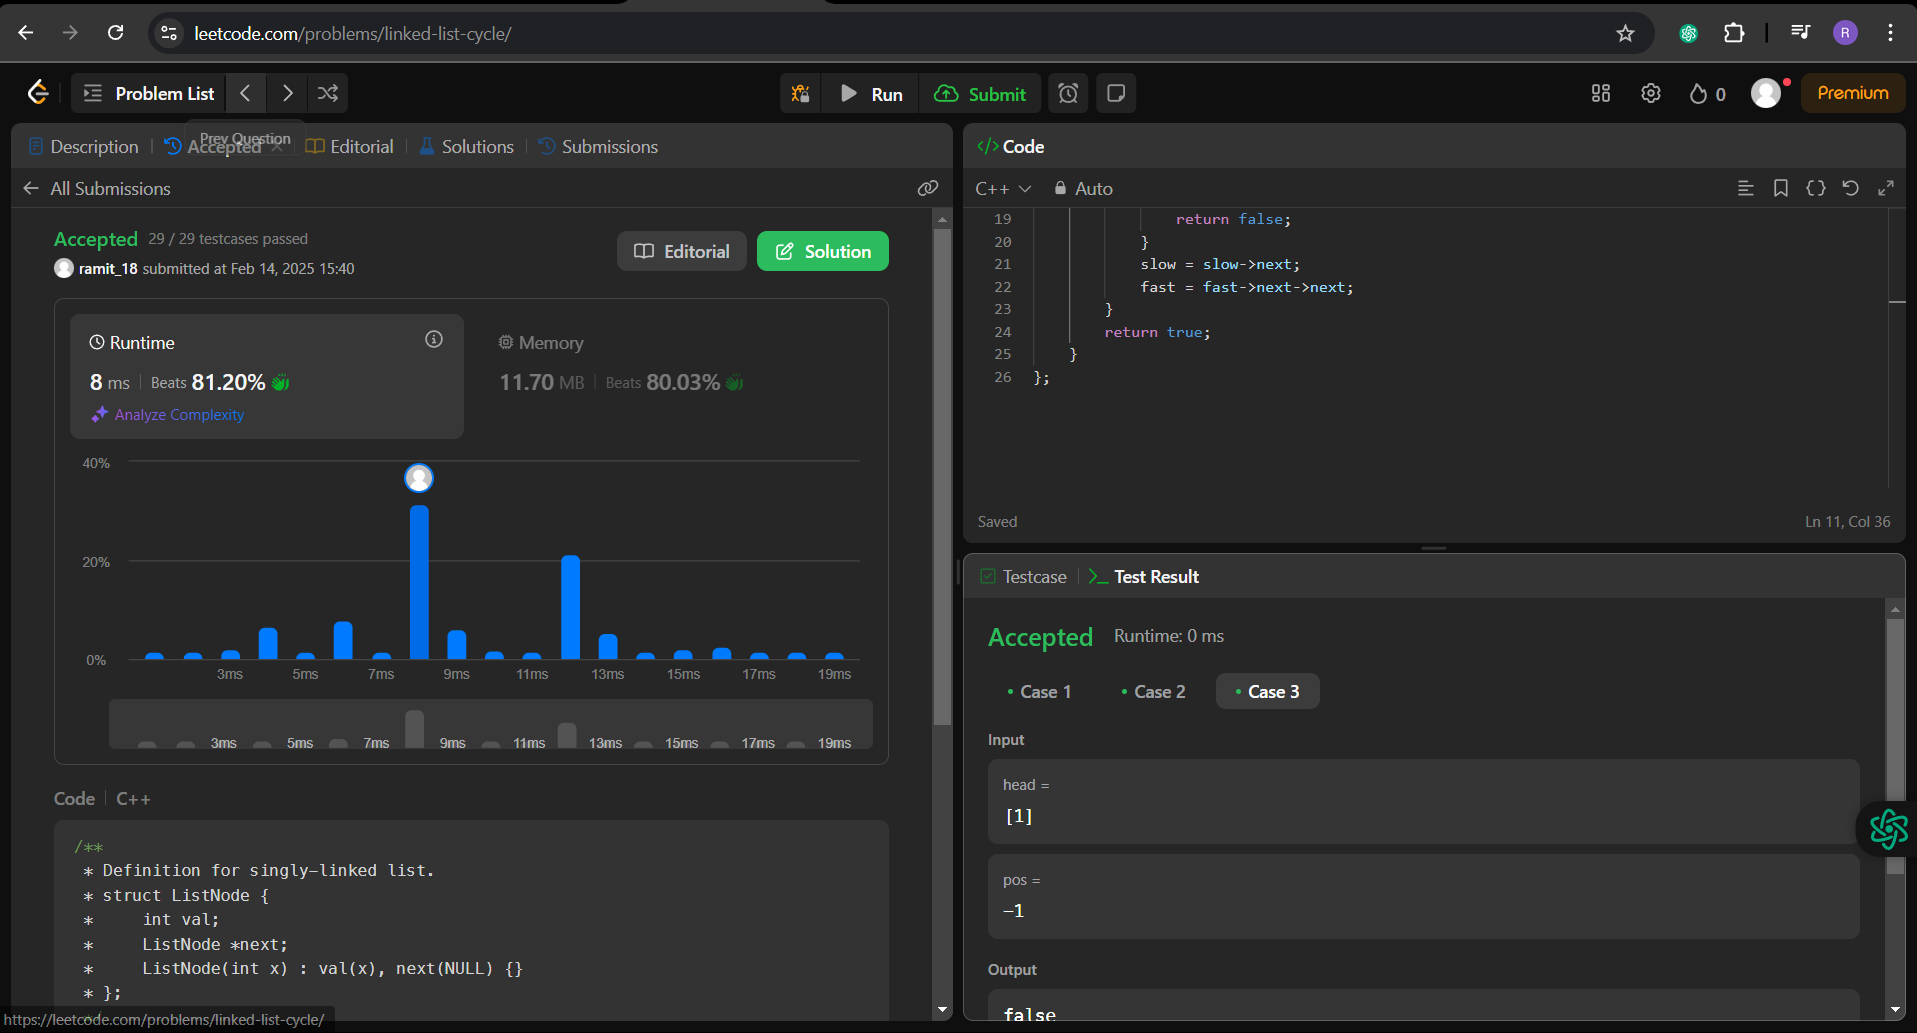 leetcode.com/problems/linked-list-cycle/
R
Problem List
Run
Submit
0
Premium
Prev Question
Description
Accepted
Editorial
Solutions
Submissions
All Submissions
Accepted 29 / 29 testcases passed
ramit_18 submitted at Feb 14, 2025 15:40
Editorial
Solution
Runtime
8 ms Beats 81.20%
Analyze Complexity
Memory
11.70 MB Beats 80.03%
40%
20%
0%
3ms 5ms 7ms 9ms 11ms 13ms 15ms 17ms 19ms
3ms 5ms 7ms 9ms 11ms 13ms 15ms 17ms 19ms
Code C++
/**
* Definition for singly-linked list.
* struct ListNode {
*     int val;
*     ListNode *next;
*     ListNode(int x) : val(x), next(NULL) {}
* };
https://leetcode.com/problems/linked-list-cycle/
</> Code
C++ Auto
19 return false;
20 }
21 slow = slow->next;
22 fast = fast->next->next;
23 }
24 return true;
25 }
26 };
Saved
Ln 11, Col 36
Testcase
Test Result
Accepted Runtime: 0 ms
• Case 1 • Case 2 • Case 3
Input
head =
[1]
pos =
-1
Output
false